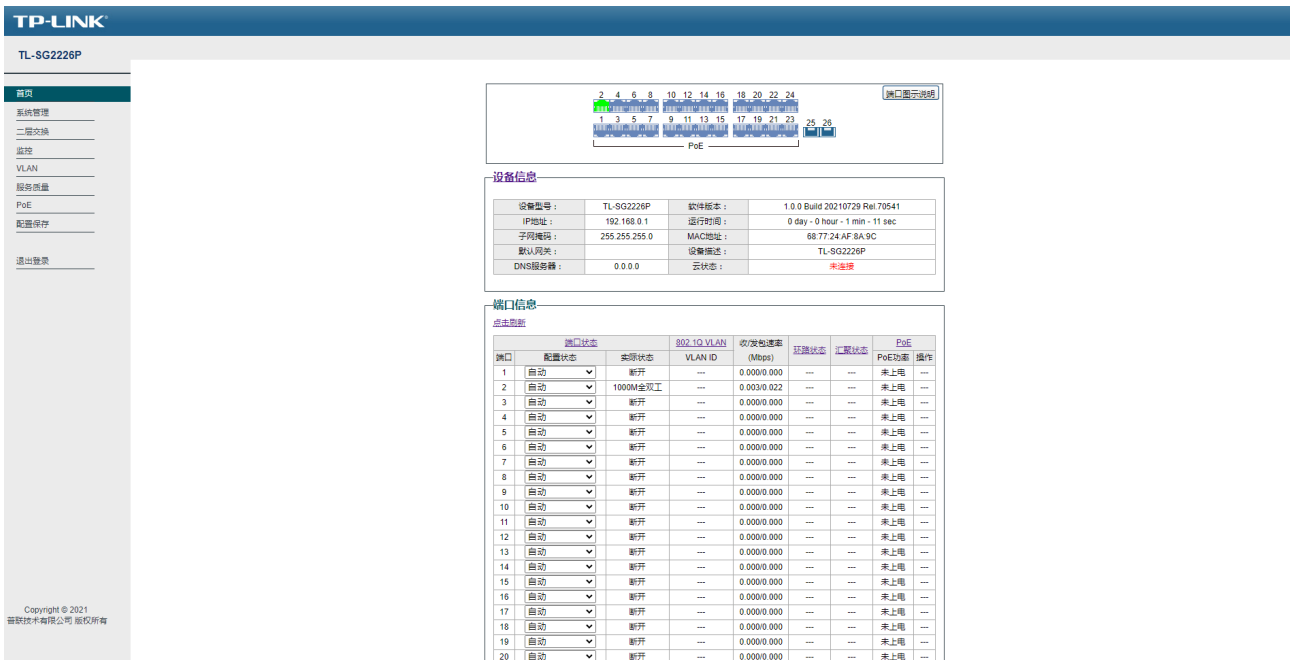 TP-LINK
TL-SG2226P
首页
系统管理
二层交换
监控
VLAN
服务质量
PoE
配置保存
退出登录
Copyright © 2021
普联技术有限公司 版权所有
2 4 6 8 10 12 14 16 18 20 22 24
端口图示说明
1 3 5 7 9 11 13 15 17 19 21 23 25 26
PoE
设备信息
设备型号： TL-SG2226P 软件版本： 1.0.0 Build 20210729 Rel.70541
IP地址： 192.168.0.1 运行时间： 0 day - 0 hour - 1 min - 11 sec
子网掩码： 255.255.255.0 MAC地址： 68:77:24:AF:8A:9C
默认网关： 设备描述： TL-SG2226P
DNS服务器： 0.0.0.0 云状态： 未连接
端口信息
点击刷新
端口状态 802.1Q VLAN 收/发包速率 环路状态 汇聚状态 PoE
端口 配置状态 实际状态 VLAN ID (Mbps) PoE功率 操作
1 自动 断开 --- 0.000/0.000 --- --- 未上电 ---
2 自动 1000M全双工 --- 0.003/0.022 --- --- 未上电 ---
3 自动 断开 --- 0.000/0.000 --- --- 未上电 ---
4 自动 断开 --- 0.000/0.000 --- --- 未上电 ---
5 自动 断开 --- 0.000/0.000 --- --- 未上电 ---
6 自动 断开 --- 0.000/0.000 --- --- 未上电 ---
7 自动 断开 --- 0.000/0.000 --- --- 未上电 ---
8 自动 断开 --- 0.000/0.000 --- --- 未上电 ---
9 自动 断开 --- 0.000/0.000 --- --- 未上电 ---
10 自动 断开 --- 0.000/0.000 --- --- 未上电 ---
11 自动 断开 --- 0.000/0.000 --- --- 未上电 ---
12 自动 断开 --- 0.000/0.000 --- --- 未上电 ---
13 自动 断开 --- 0.000/0.000 --- --- 未上电 ---
14 自动 断开 --- 0.000/0.000 --- --- 未上电 ---
15 自动 断开 --- 0.000/0.000 --- --- 未上电 ---
16 自动 断开 --- 0.000/0.000 --- --- 未上电 ---
17 自动 断开 --- 0.000/0.000 --- --- 未上电 ---
18 自动 断开 --- 0.000/0.000 --- --- 未上电 ---
19 自动 断开 --- 0.000/0.000 --- --- 未上电 ---
20 自动 断开 --- 0.000/0.000 --- --- 未上电 ---